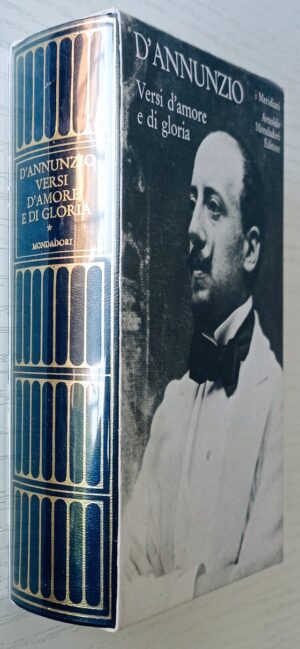 D'ANNUNZIO
VERSI
D'AMORE
E DI GLORIA
*
MONDADORI
D'ANNUNZIO
Versi d'amore
e di gloria
i Meridiani
Arnoldo
Mondadori
Editore